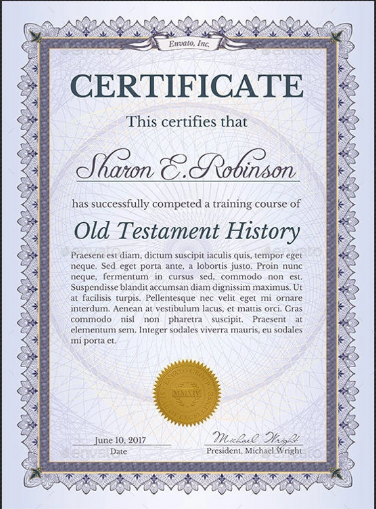 Envato, Inc.
CERTIFICATE
This certifies that
Sharon E. Robinson
has successfully competed a training course of
Old Testament History
Praesent est diam, dictum suscipit iaculis quis, tempor eget
neque. Sed eget porta ante, a lobortis justo. Proin nunc
neque, fermentum in cursus sed, commodo non est.
Suspendisse blandit accumsan diam dignissim maximus. Ut
at facilisis turpis. Pellentesque nec velit eget mi ornare
interdum. Aenean at vestibulum lacus, et mattis orci. Cras
commodo nisl non pharetra suscipit. Praesent at
elementum sem. Integer sodales viverra mauris, eu sodales
mi porta et.
June 10, 2017
Date
Michael Wright
President, Michael Wright